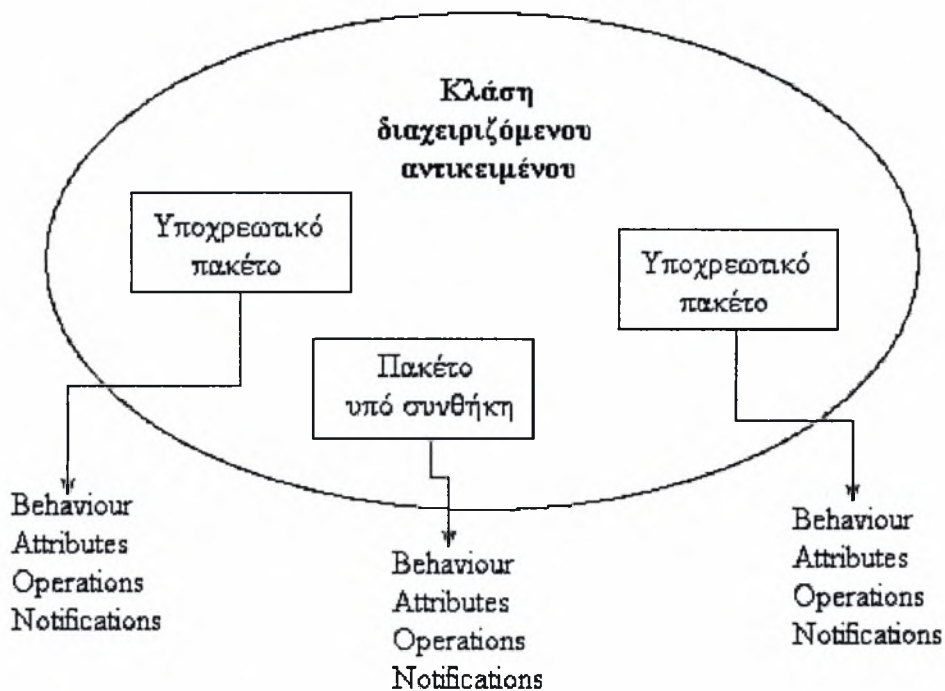 Κλάση
διαχειριζόμενου
αντικειμένου
Υποχρεωτικό
πακέτο
Υποχρεωτικό
πακέτο
Πακέτο
υπό συνθήκη
Behaviour
Attributes
Operations
Notifications
Behaviour
Attributes
Operations
Notifications
Behaviour
Attributes
Operations
Notifications